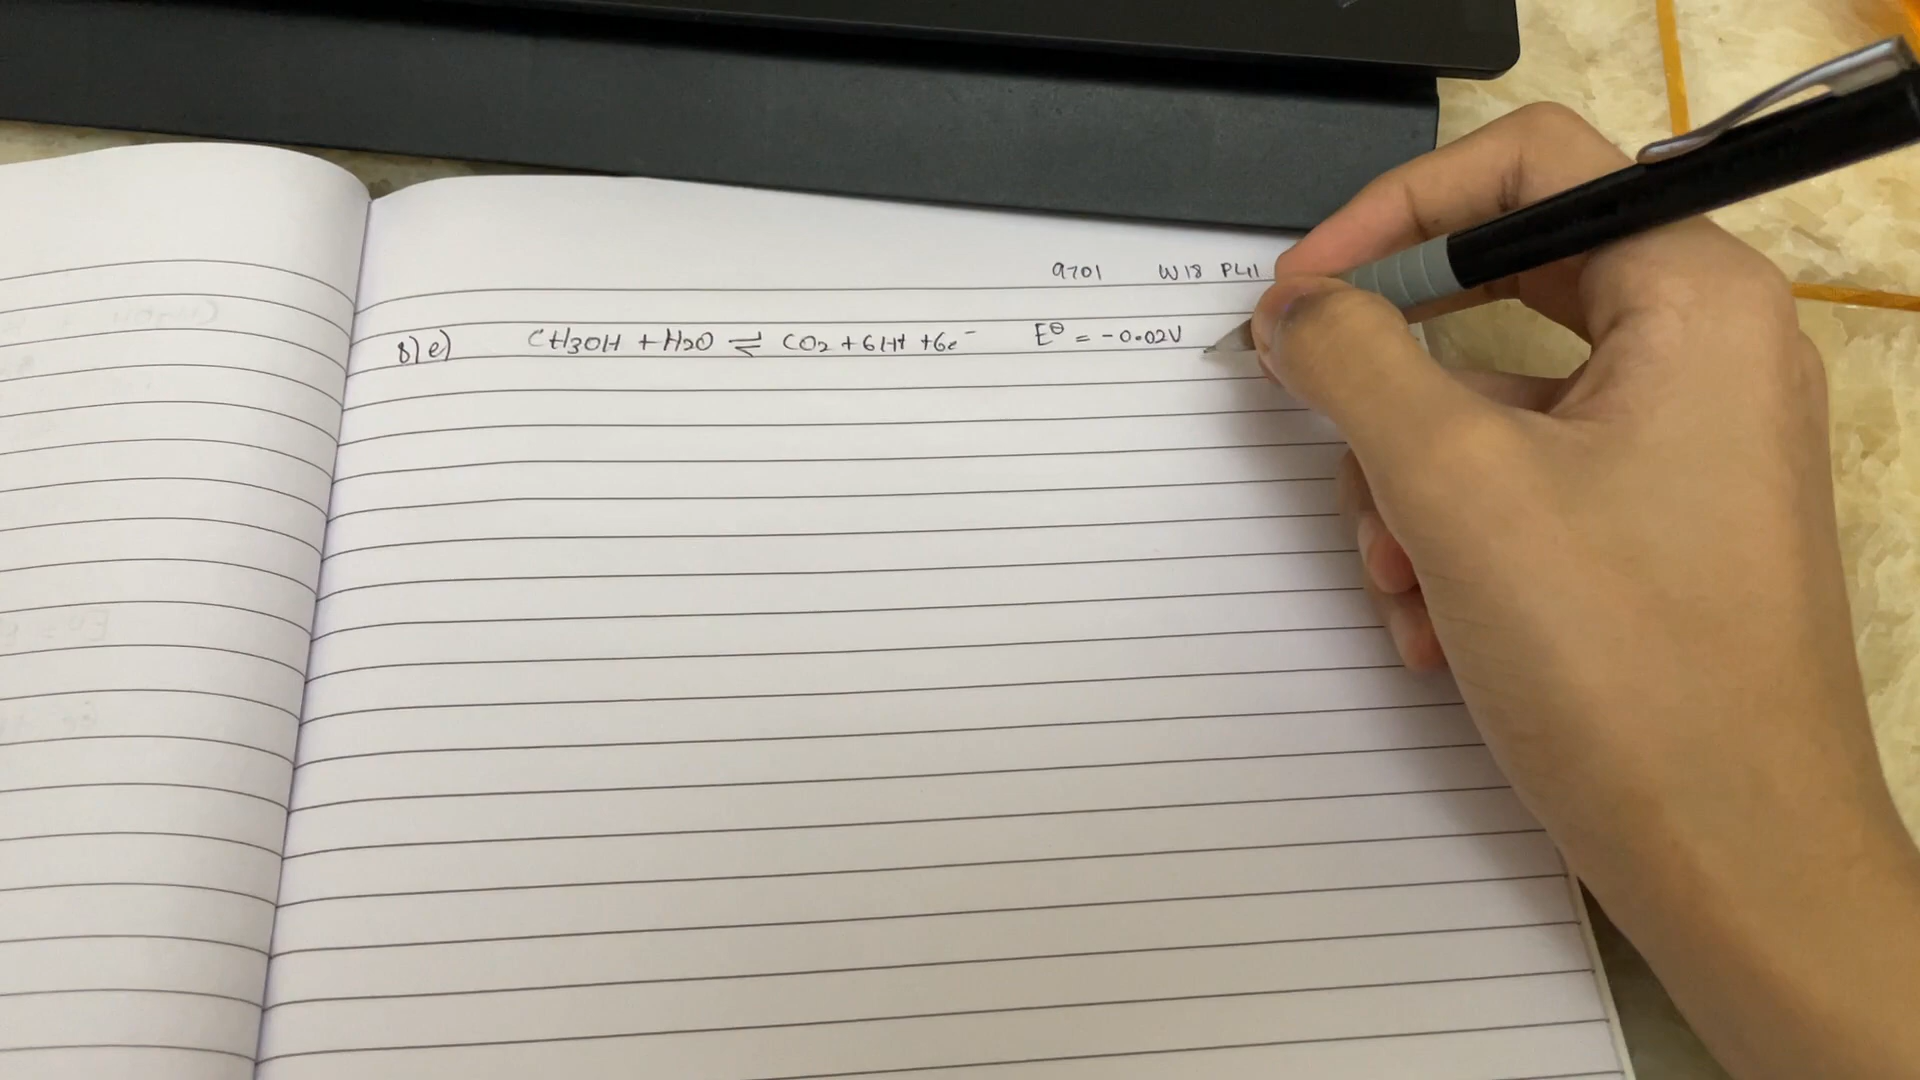 9701 W18 P41
8)e) CH3OH + H2O ⇌ CO2 + 6H+ + 6e⁻ E⦵ = -0.02V